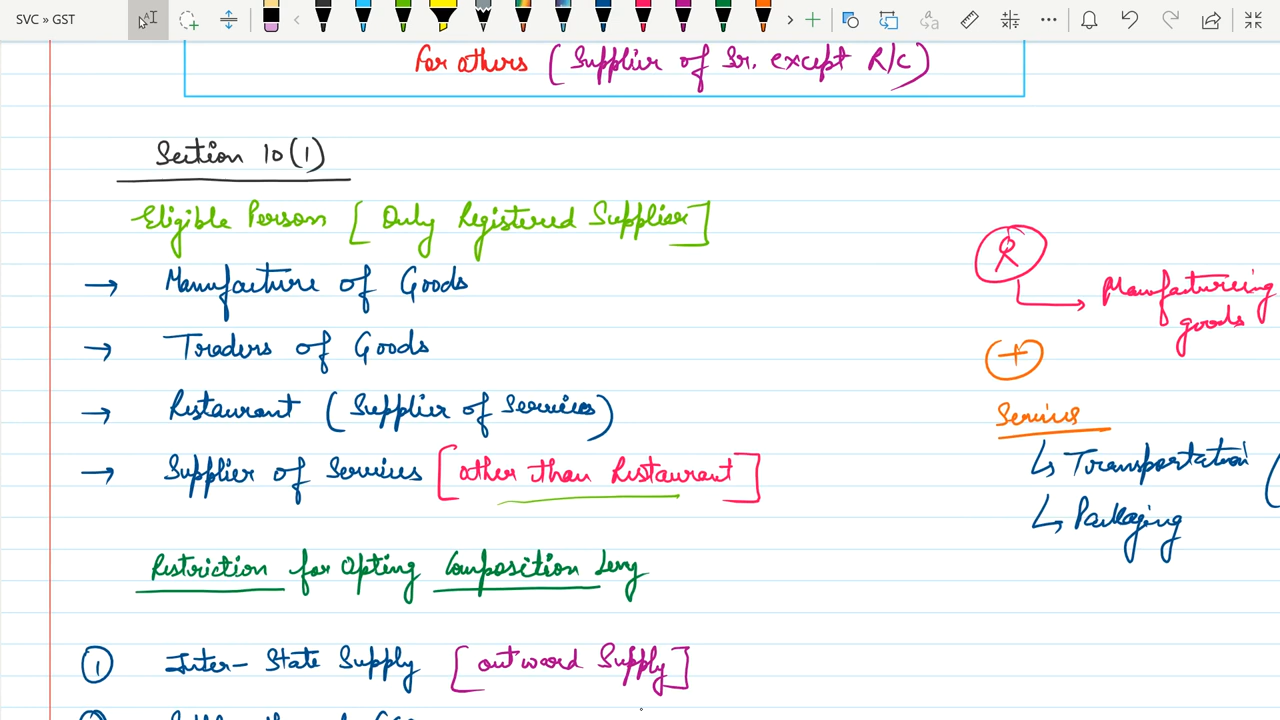 SVC » GST
For others (Supplier of Sr. except R/C)
Section 10(1)
Eligible Person [Only Registered Supplier]
→ Manufacture of Goods
→ Traders of Goods
→ Restaurant (Supplier of Services)
→ Supplier of Services [other than Restaurant]
R
Manufacturing
goods
+
Services
Transportation
Packaging
Restriction for Opting Composition Levy
① Inter-State Supply [outward Supply]